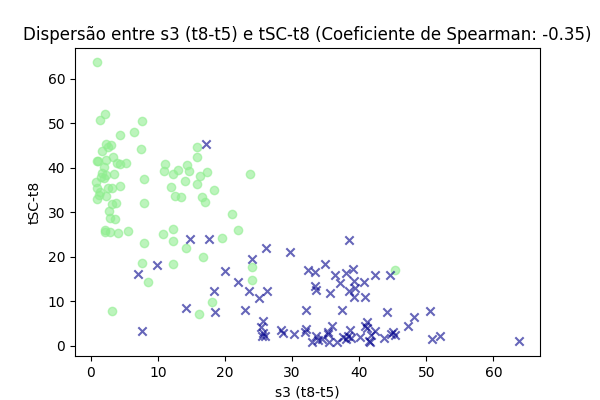 Dispersão entre s3 (t8-t5) e tSC-t8 (Coeficiente de Spearman: -0.35)
60
50
40
30
20
10
0
tSC-t8
0 10 20 30 40 50 60
s3 (t8-t5)